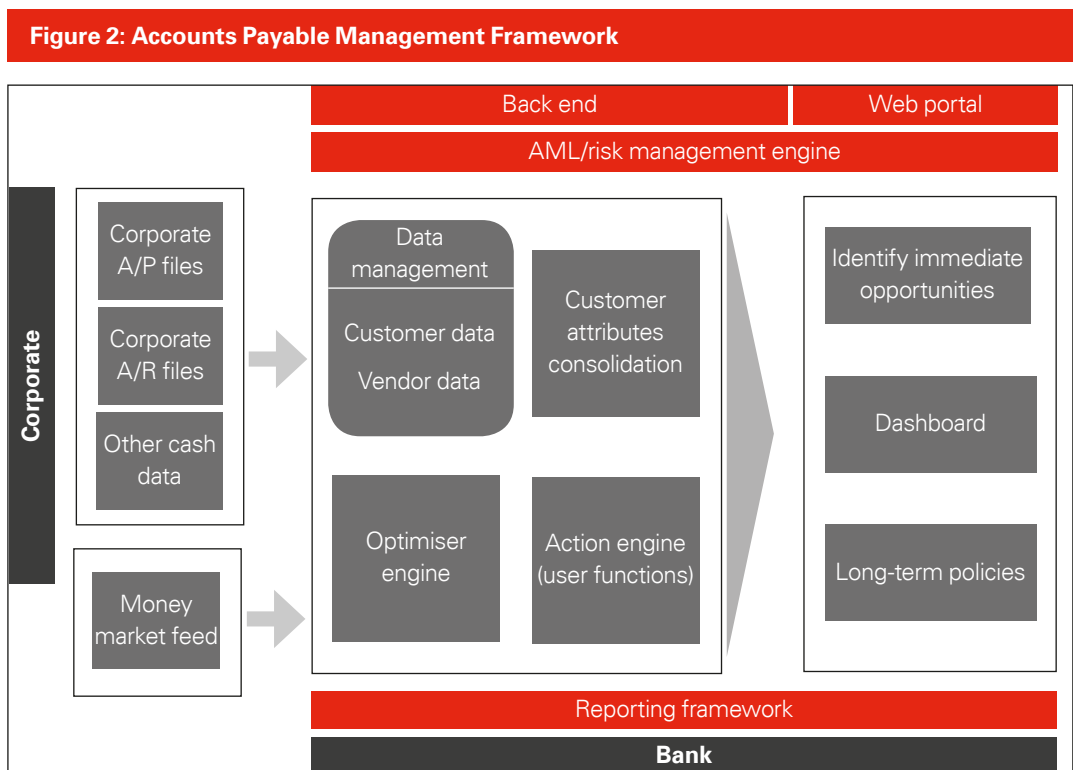 Figure 2: Accounts Payable Management Framework
Back end
Web portal
AML/risk management engine
Corporate
Corporate
A/P files
Corporate
A/R files
Other cash
data
Money
market feed
Data
management
Customer data
Vendor data
Customer
attributes
consolidation
Optimiser
engine
Action engine
(user functions)
Identify immediate
opportunities
Dashboard
Long-term policies
Reporting framework
Bank